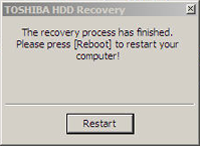 TOSHIBA HDD Recovery
The recovery process has finished.
Please press [Reboot] to restart your
computer!
Restart